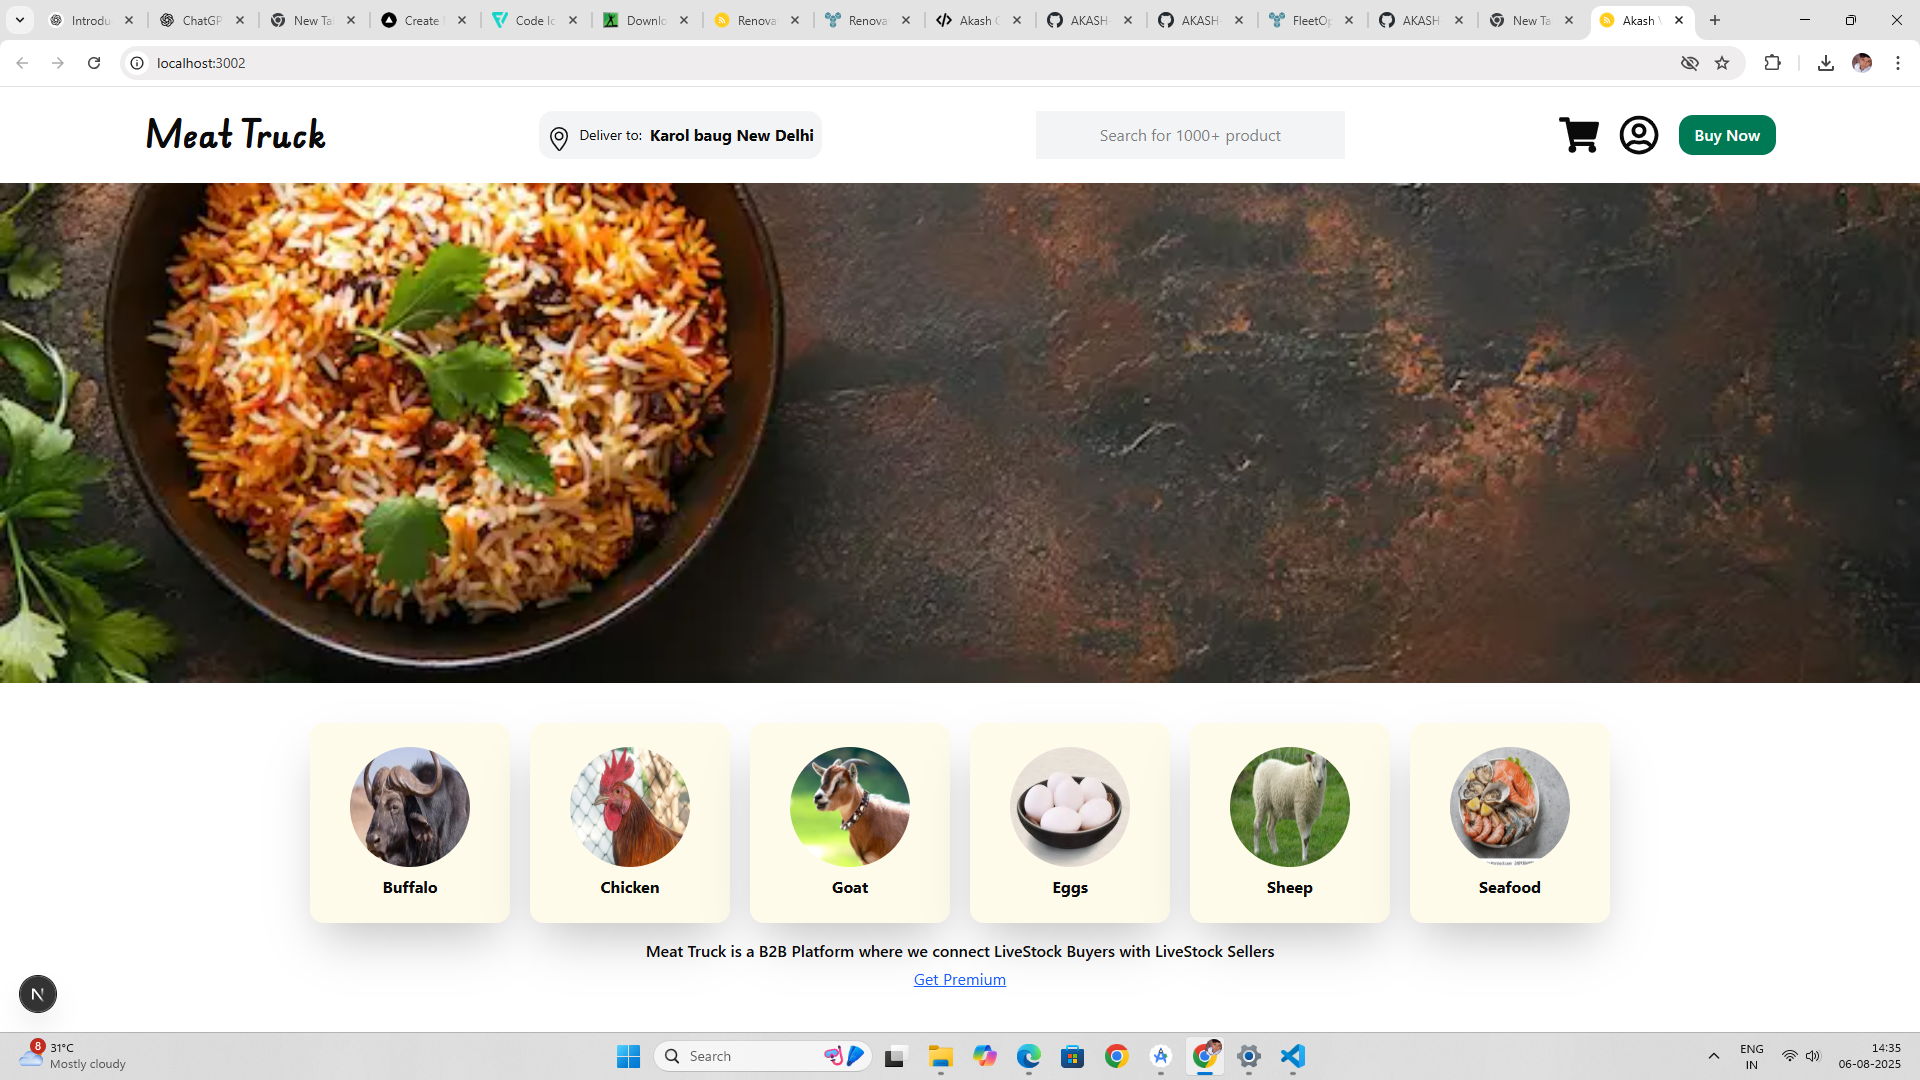 Introdu
ChatGP
New Ta
Create
Code Ic
Downlo
Renova
Renova
Akash
AKASH
AKASH
FleetOp
AKASH
New Ta
Akash
localhost:3002
Meat Truck
Deliver to: Karol baug New Delhi
Search for 1000+ product
Buy Now
Buffalo
Chicken
Goat
Eggs
Sheep
Seafood
Meat Truck is a B2B Platform where we connect LiveStock Buyers with LiveStock Sellers
Get Premium
N
8
31°C
Mostly cloudy
Search
ENG
IN
14:35
06-08-2025